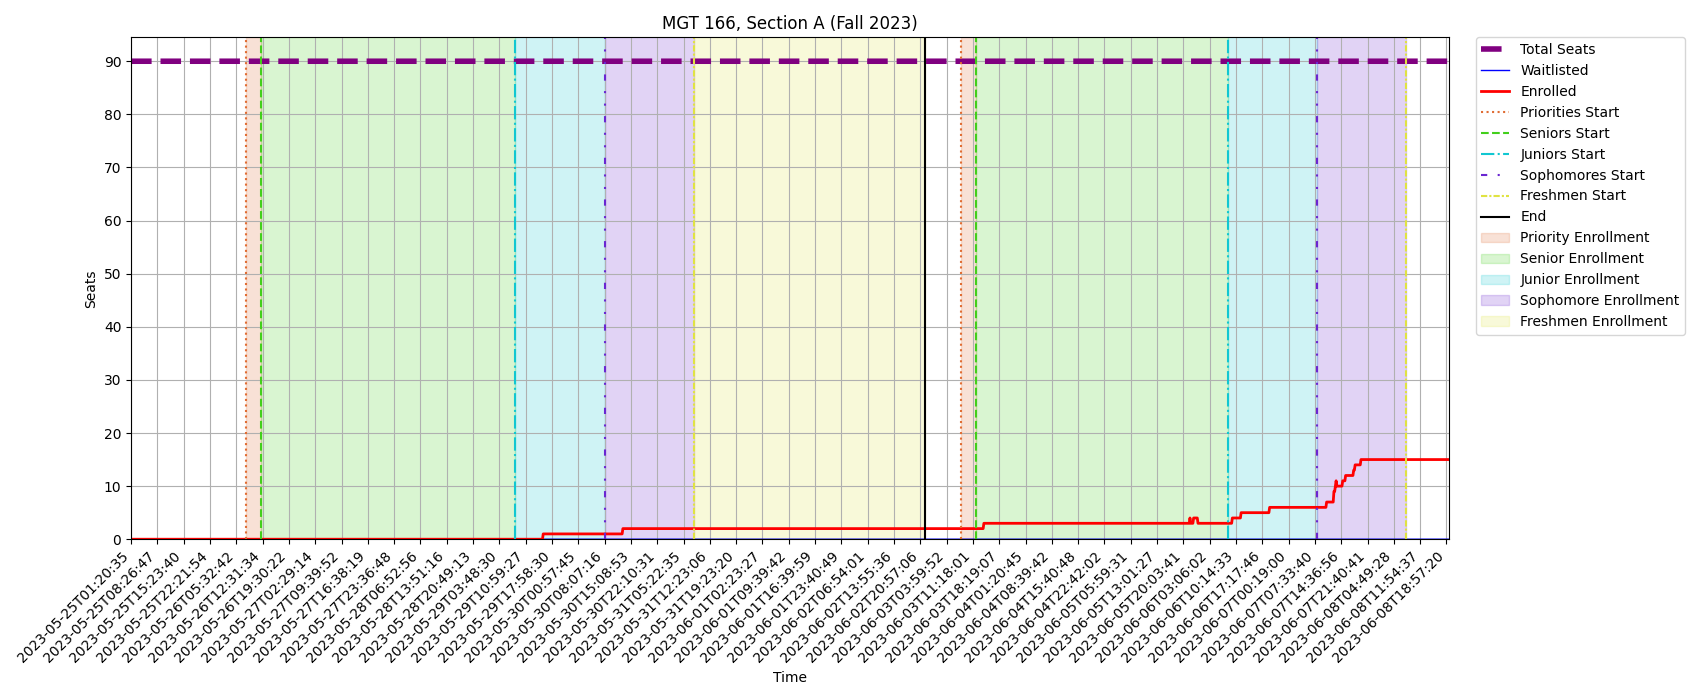 MGT 166, Section A (Fall 2023)
Seats
90
80
70
60
50
40
30
20
10
0
2023-05-25T01:20:35
2023-05-25T08:26:47
2023-05-25T15:23:40
2023-05-25T22:21:54
2023-05-26T05:32:42
2023-05-26T12:31:34
2023-05-26T19:30:22
2023-05-27T02:29:14
2023-05-27T09:39:52
2023-05-27T16:38:19
2023-05-27T23:36:48
2023-05-28T06:52:56
2023-05-28T13:51:16
2023-05-28T20:49:13
2023-05-29T03:48:30
2023-05-29T10:59:27
2023-05-29T17:58:30
2023-05-30T00:57:45
2023-05-30T08:07:16
2023-05-30T15:08:53
2023-05-30T22:10:31
2023-05-31T05:22:35
2023-05-31T12:23:06
2023-05-31T19:23:20
2023-06-01T02:23:27
2023-06-01T09:39:42
2023-06-01T16:39:59
2023-06-01T23:40:49
2023-06-02T06:54:01
2023-06-02T13:55:36
2023-06-02T20:57:06
2023-06-03T03:59:52
2023-06-03T11:18:01
2023-06-03T18:19:07
2023-06-04T01:20:45
2023-06-04T08:39:42
2023-06-04T15:40:48
2023-06-04T22:42:02
2023-06-05T05:59:31
2023-06-05T13:01:27
2023-06-05T20:03:41
2023-06-06T03:06:02
2023-06-06T10:14:33
2023-06-06T17:17:46
2023-06-07T00:19:00
2023-06-07T07:33:40
2023-06-07T14:36:56
2023-06-07T21:40:41
2023-06-08T04:49:28
2023-06-08T11:54:37
2023-06-08T18:57:20
Time
Total Seats
Waitlisted
Enrolled
Priorities Start
Seniors Start
Juniors Start
Sophomores Start
Freshmen Start
End
Priority Enrollment
Senior Enrollment
Junior Enrollment
Sophomore Enrollment
Freshmen Enrollment